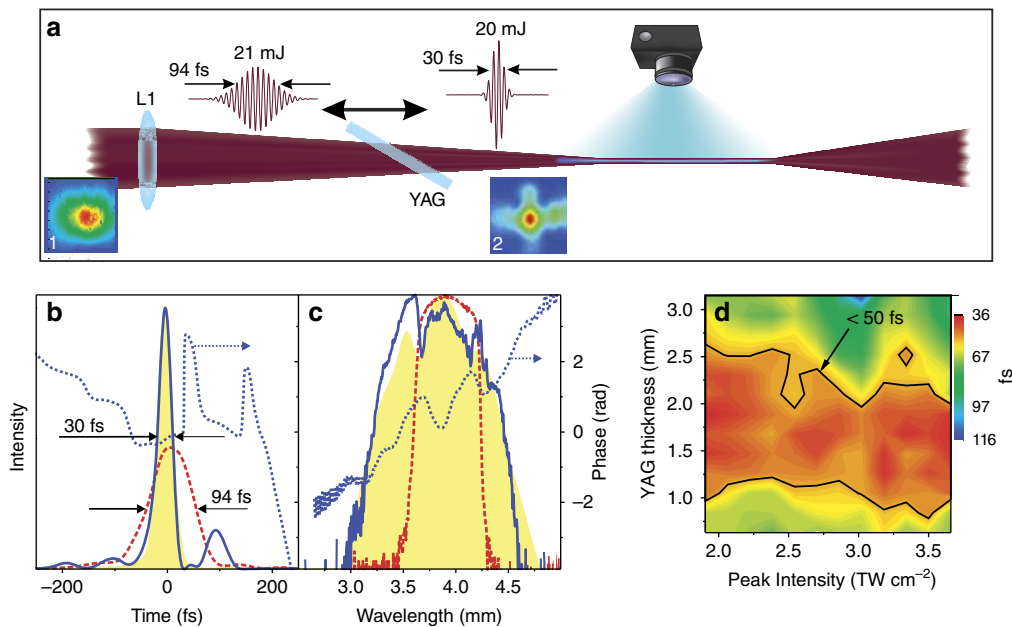 a
21 mJ
94 fs
20 mJ
30 fs
L1
YAG
1
2
b
Intensity
30 fs
94 fs
−200
0
200
Time (fs)
c
2
0
−2
Phase (rad)
3.0
3.5
4.0
4.5
Wavelength (mm)
d
< 50 fs
YAG thickness (mm)
3.0
2.5
2.0
1.5
1.0
2.0
2.5
3.0
3.5
Peak Intensity (TW cm⁻²)
36
67
97
116
fs